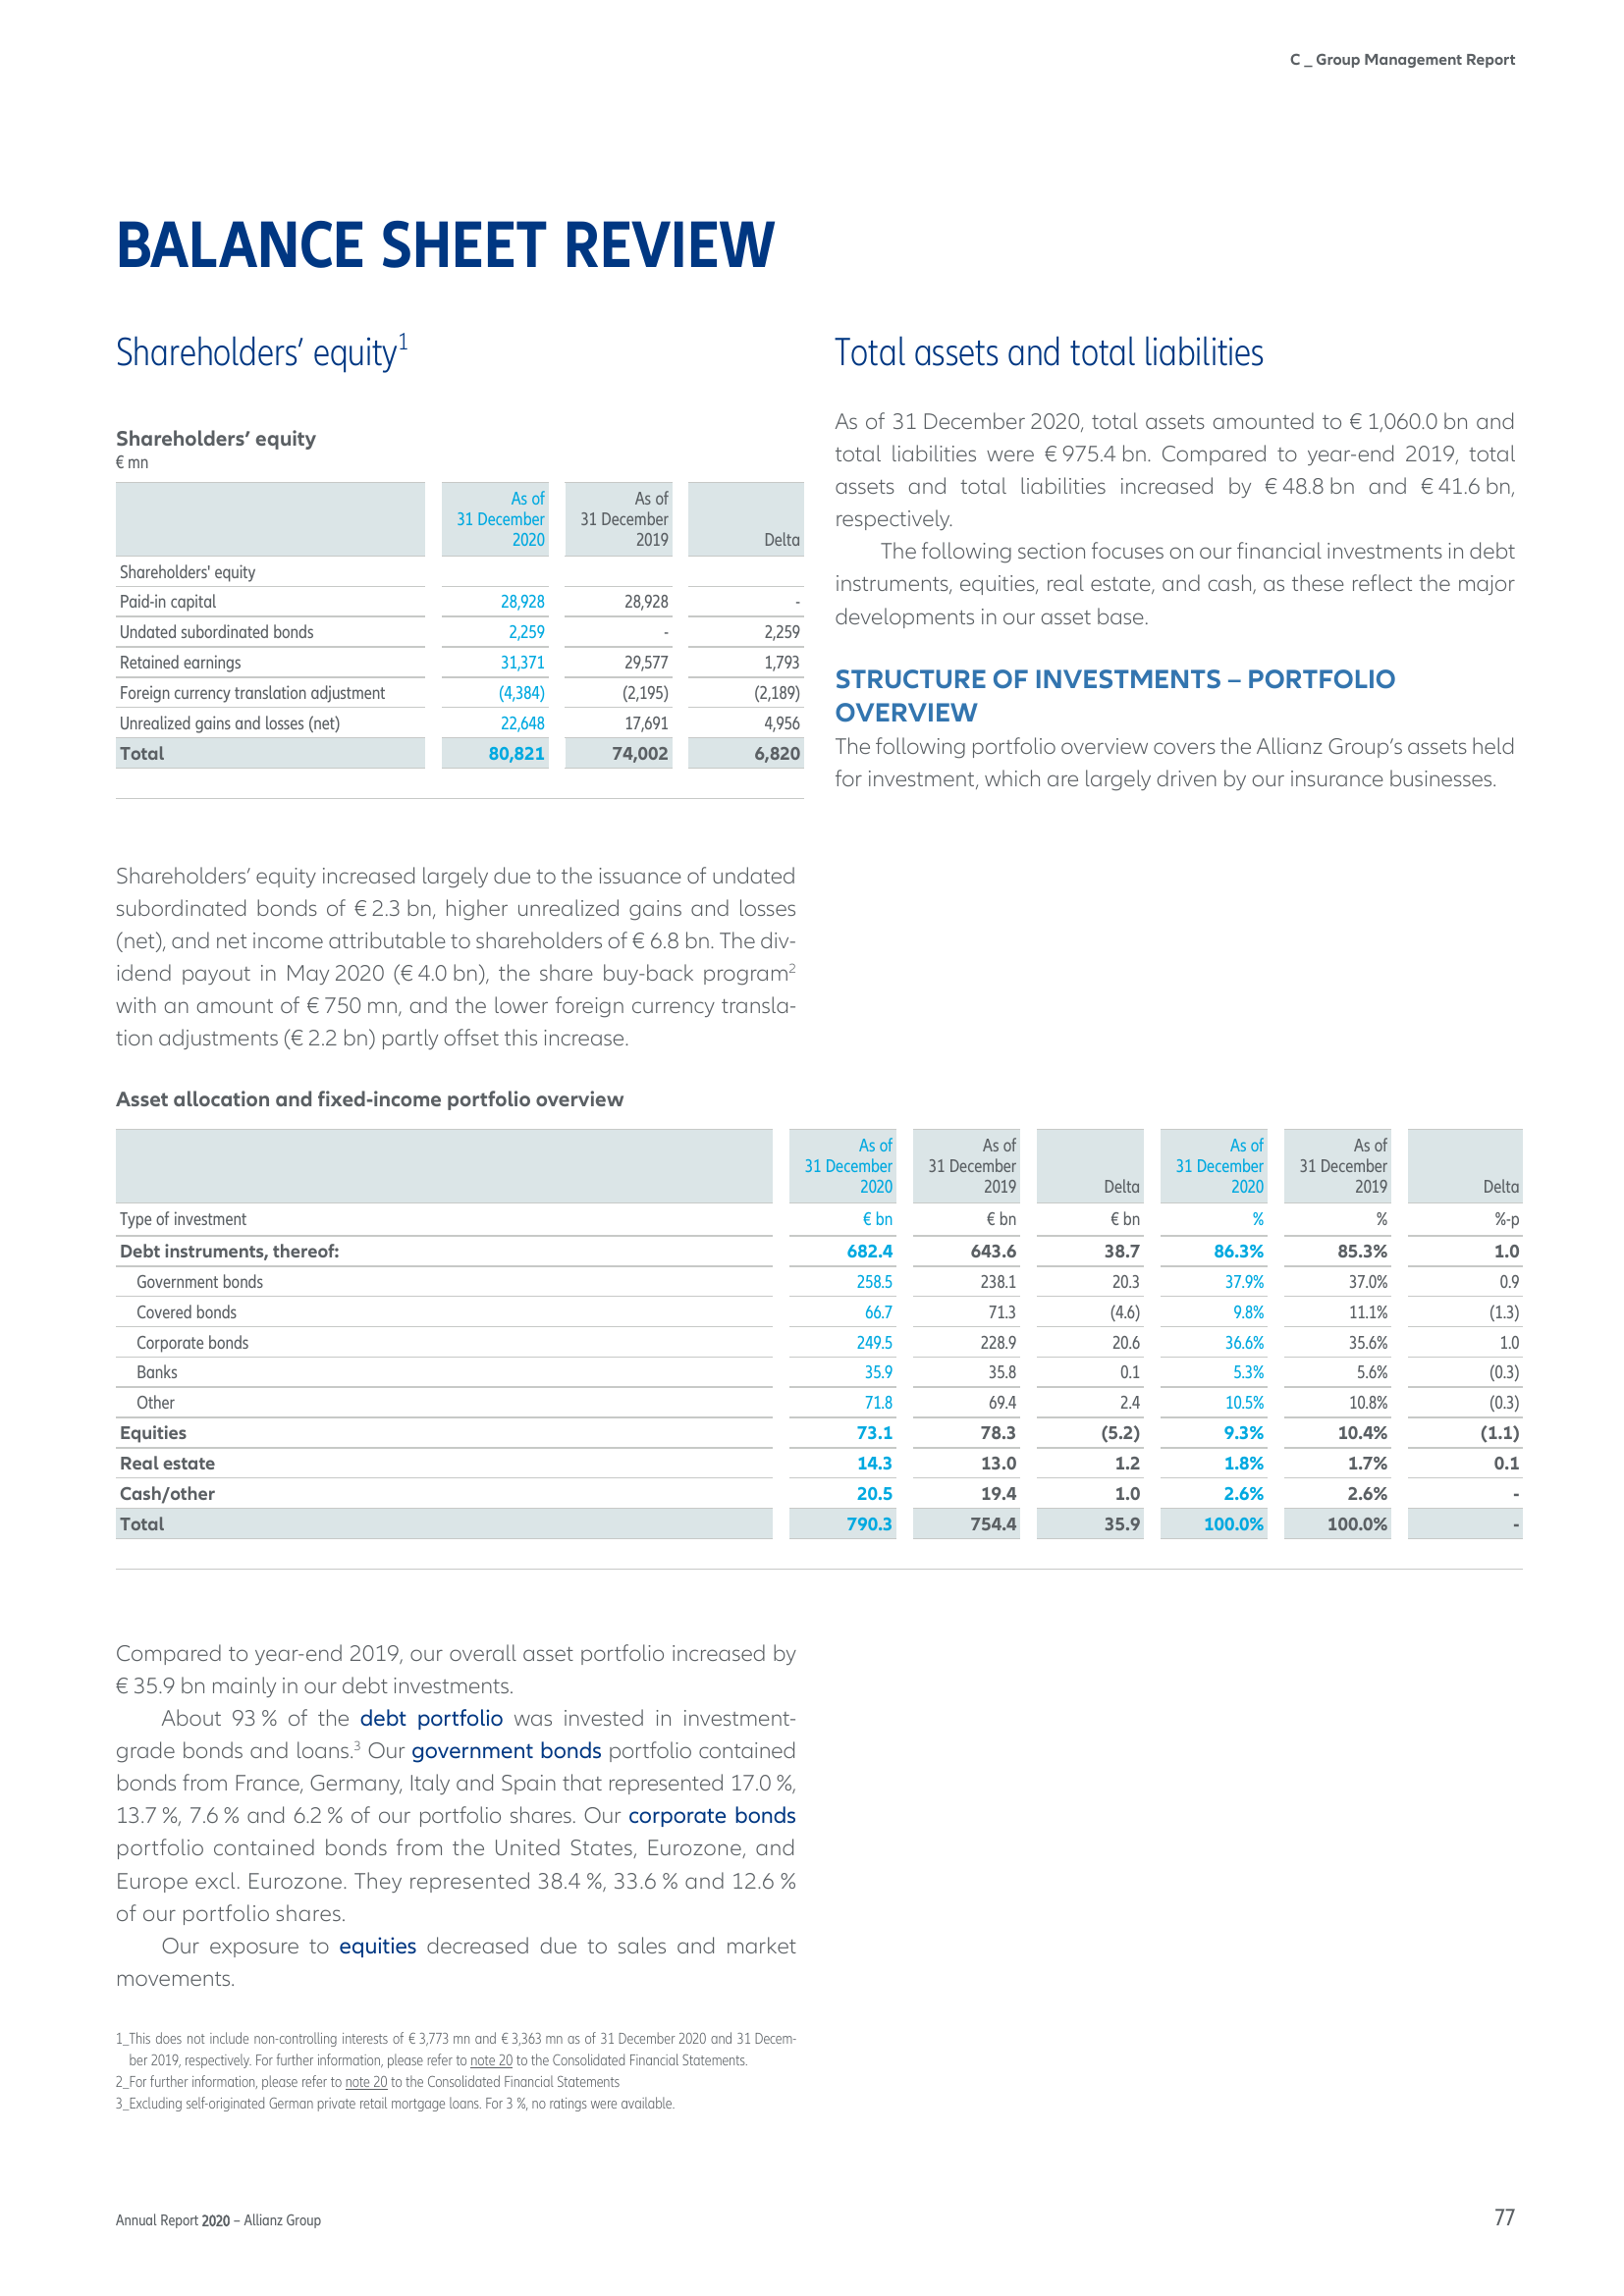 C _ Group Management Report
BALANCE SHEET REVIEW
Shareholders’ equity1
Shareholders’ equity
€ mn
As of 31 December 2020 As of 31 December 2019 Delta
Shareholders' equity
Paid-in capital 28,928 28,928 -
Undated subordinated bonds 2,259 - 2,259
Retained earnings 31,371 29,577 1,793
Foreign currency translation adjustment (4,384) (2,195) (2,189)
Unrealized gains and losses (net) 22,648 17,691 4,956
Total 80,821 74,002 6,820
Shareholders’ equity increased largely due to the issuance of undated
subordinated bonds of € 2.3 bn, higher unrealized gains and losses
(net), and net income attributable to shareholders of € 6.8 bn. The div-
idend payout in May 2020 (€ 4.0 bn), the share buy-back program2
with an amount of € 750 mn, and the lower foreign currency transla-
tion adjustments (€ 2.2 bn) partly offset this increase.
Total assets and total liabilities
As of 31 December 2020, total assets amounted to € 1,060.0 bn and
total liabilities were € 975.4 bn. Compared to year-end 2019, total
assets and total liabilities increased by € 48.8 bn and € 41.6 bn,
respectively.
The following section focuses on our financial investments in debt
instruments, equities, real estate, and cash, as these reflect the major
developments in our asset base.
STRUCTURE OF INVESTMENTS – PORTFOLIO
OVERVIEW
The following portfolio overview covers the Allianz Group’s assets held
for investment, which are largely driven by our insurance businesses.
Asset allocation and fixed-income portfolio overview
As of 31 December 2020 As of 31 December 2019 Delta As of 31 December 2020 As of 31 December 2019 Delta
Type of investment € bn € bn € bn % % %-p
Debt instruments, thereof: 682.4 643.6 38.7 86.3% 85.3% 1.0
Government bonds 258.5 238.1 20.3 37.9% 37.0% 0.9
Covered bonds 66.7 71.3 (4.6) 9.8% 11.1% (1.3)
Corporate bonds 249.5 228.9 20.6 36.6% 35.6% 1.0
Banks 35.9 35.8 0.1 5.3% 5.6% (0.3)
Other 71.8 69.4 2.4 10.5% 10.8% (0.3)
Equities 73.1 78.3 (5.2) 9.3% 10.4% (1.1)
Real estate 14.3 13.0 1.2 1.8% 1.7% 0.1
Cash/other 20.5 19.4 1.0 2.6% 2.6% -
Total 790.3 754.4 35.9 100.0% 100.0% -
Compared to year-end 2019, our overall asset portfolio increased by
€ 35.9 bn mainly in our debt investments.
About 93 % of the debt portfolio was invested in investment-
grade bonds and loans.3 Our government bonds portfolio contained
bonds from France, Germany, Italy and Spain that represented 17.0 %,
13.7 %, 7.6 % and 6.2 % of our portfolio shares. Our corporate bonds
portfolio contained bonds from the United States, Eurozone, and
Europe excl. Eurozone. They represented 38.4 %, 33.6 % and 12.6 %
of our portfolio shares.
Our exposure to equities decreased due to sales and market
movements.
1_This does not include non-controlling interests of € 3,773 mn and € 3,363 mn as of 31 December 2020 and 31 Decem-
ber 2019, respectively. For further information, please refer to note 20 to the Consolidated Financial Statements.
2_For further information, please refer to note 20 to the Consolidated Financial Statements
3_Excluding self-originated German private retail mortgage loans. For 3 %, no ratings were available.
Annual Report 2020 – Allianz Group
77